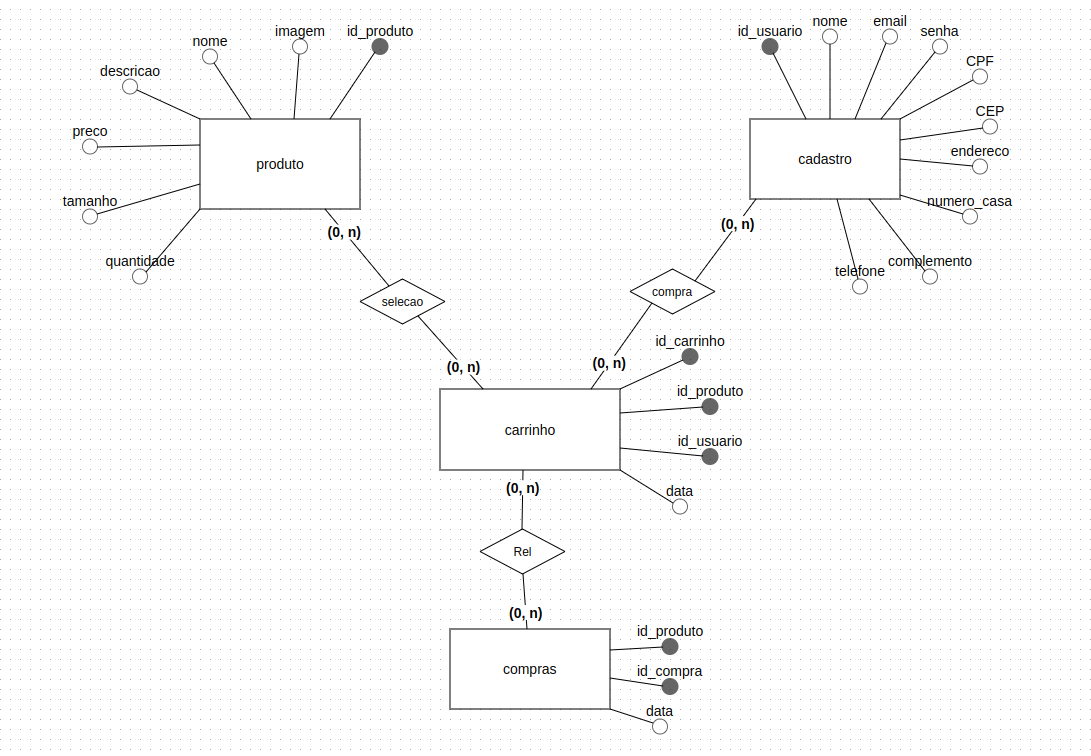 nome
imagem
id_produto
descricao
preco
tamanho
quantidade
produto
(0, n)
selecao
(0, n)
id_usuario
nome
email
senha
CPF
CEP
endereco
numero_casa
complemento
telefone
cadastro
(0, n)
compra
(0, n)
id_carrinho
id_produto
id_usuario
data
carrinho
(0, n)
Rel
(0, n)
compras
id_produto
id_compra
data